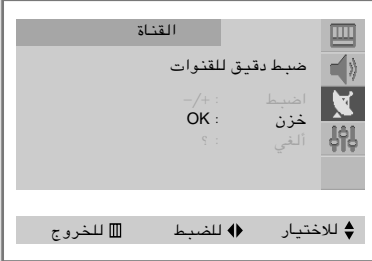 القناة
ضبط دقيق للقنوات
اضبط : +/–
خزن : OK
ألغي : ؟
للاختيار للضبط للخروج